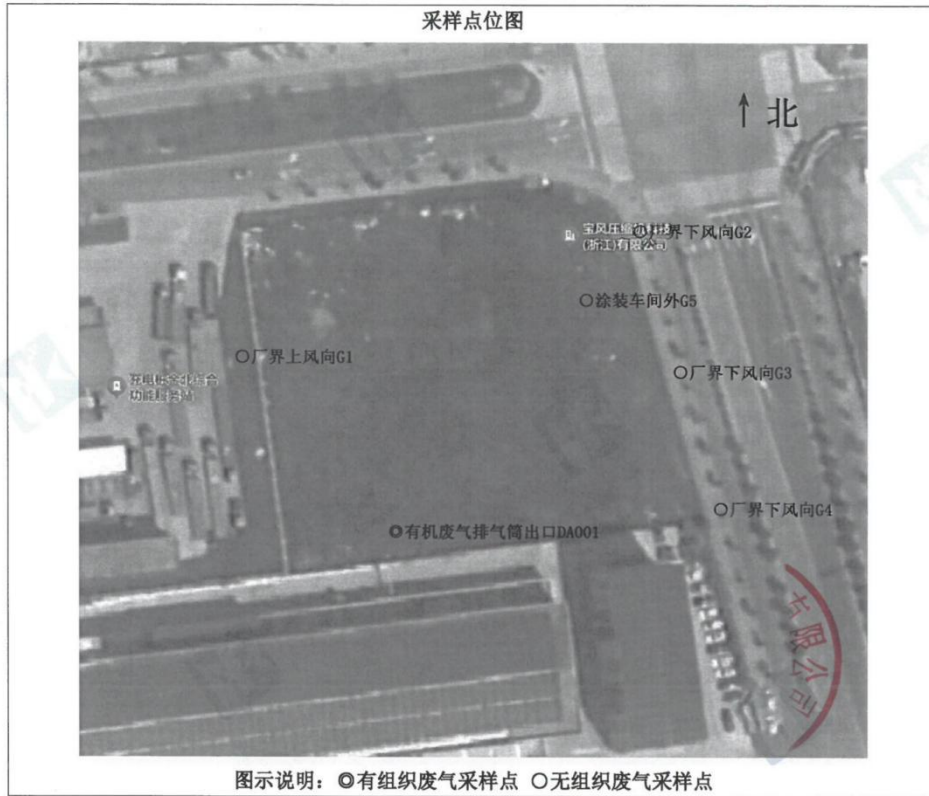 采样点位图
↑ 北
(浙江)有限公司
○厂界下风向G2
○涂装车间外G5
○厂界上风向G1
○厂界下风向G3
○厂界下风向G4
◎有机废气排气筒出口DA001
限公司
图示说明：◎有组织废气采样点 ○无组织废气采样点